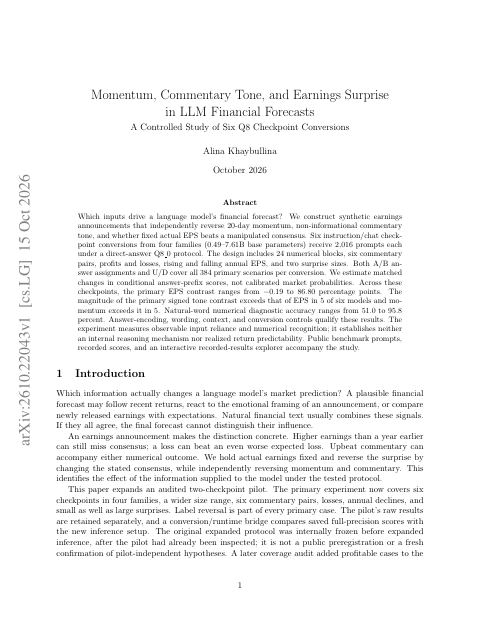 Momentum, Commentary Tone, and Earnings Surprise
in LLM Financial Forecasts
A Controlled Study of Six Q8 Checkpoint Conversions
Alina Khaybullina
October 2026
Abstract
Which inputs drive a language model's financial forecast? We construct synthetic earnings
announcements that independently reverse 20-day momentum, non-informational commentary
tone, and whether fixed actual EPS beats a manipulated consensus. Six instruction/chat check-
point conversions from four families (0.49–7.61B base parameters) receive 2,016 prompts each
under a direct-answer Q8_0 protocol. The design includes 24 numerical blocks, six commentary
pairs, profits and losses, rising and falling annual EPS, and two surprise sizes. Both A/B an-
swer assignments and U/D cover all 384 primary scenarios per conversion. We estimate matched
changes in conditional answer-prefix scores, not calibrated market probabilities. Across these
checkpoints, the primary EPS contrast ranges from −0.19 to 86.80 percentage points. The
magnitude of the primary signed tone contrast exceeds that of EPS in 5 of six models and mo-
mentum exceeds it in 3. Natural-word numerical diagnostic accuracy ranges from 51.0 to 95.8
percent. Answer-encoding, wording, context, and conversion controls qualify these results. The
experiment measures observable input reliance and numerical recognition; it establishes neither
an internal reasoning mechanism nor realized return predictability. Public benchmark prompts,
recorded scores, and an interactive recorded-results explorer accompany the study.
1 Introduction
Which information actually changes a language model's market prediction? A plausible financial
forecast may follow recent returns, react to the emotional framing of an announcement, or compare
newly released earnings with expectations. Natural financial text usually combines these signals.
If they all agree, the final forecast cannot distinguish their influence.
An earnings announcement makes the distinction concrete. Higher earnings than a year earlier
can still miss consensus; a loss can beat an even worse expected loss. Upbeat commentary can
accompany either numerical outcome. We hold actual earnings fixed and reverse the surprise by
changing the stated consensus, while independently reversing momentum and commentary. This
identifies the effect of the information supplied to the model under the tested protocol.
This paper expands an audited two-checkpoint pilot. The primary experiment now covers six
checkpoints in four families, a wider size range, six commentary pairs, losses, annual declines, and
small as well as large surprises. Label reversal is part of every primary case. The pilot's raw results
are retained separately, and a conversion/runtime bridge compares saved full-precision scores with
the new inference setup. The original expanded protocol was internally frozen before expanded
inference, after the pilot had already been inspected; it is not a public preregistration or a fresh
confirmation of pilot-independent hypotheses. A later coverage audit added profitable cases to the
1
arXiv:2610.22043v1 [cs.LG] 15 Oct 2026